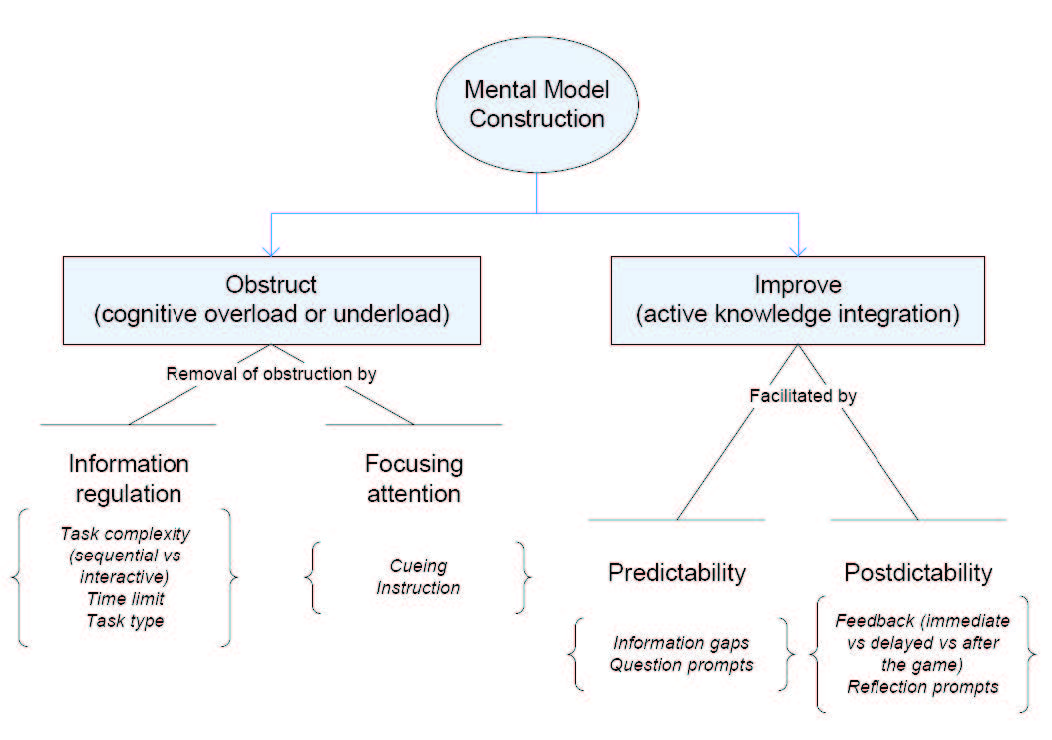 Mental Model
Construction
Obstruct
(cognitive overload or underload)
Improve
(active knowledge integration)
Removal of obstruction by
Facilitated by
Information
regulation
Task complexity
(sequential vs
interactive)
Time limit
Task type
Focusing
attention
Cueing
Instruction
Predictability
Information gaps
Question prompts
Postdictability
Feedback (immediate
vs delayed vs after
the game)
Reflection prompts